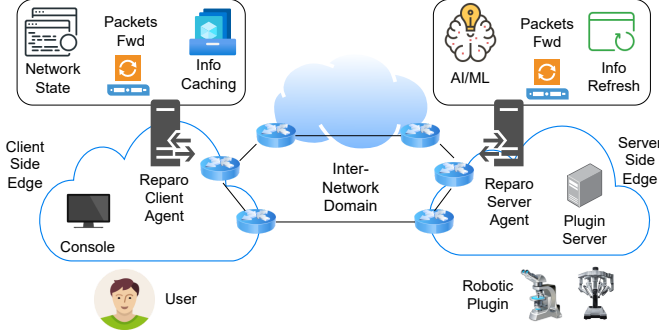 Network
State
Packets
Fwd
Info
Caching
AI/ML
Packets
Fwd
Info
Refresh
Client
Side
Edge
Reparo
Client
Agent
Console
User
Inter-
Network
Domain
Reparo
Server
Agent
Server
Side
Edge
Plugin
Server
Robotic
Plugin